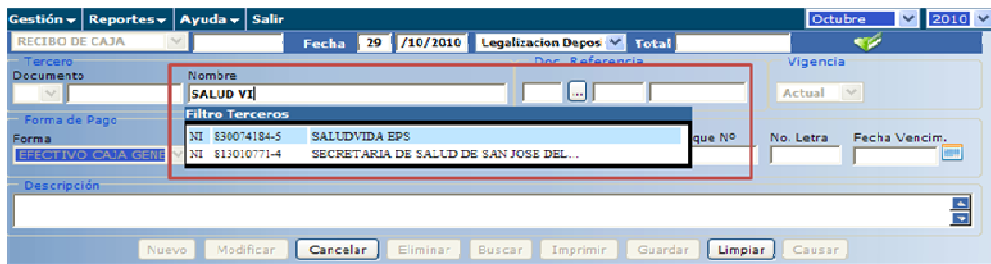 Gestión Reportes Ayuda Salir Octubre 2010
RECIBO DE CAJA Fecha 29 /10/2010 Legalizacion Depos Total
Tercero Doc. Referencia Vigencia
Documento Nombre
SALUD VI ... Actual
Filtro Terceros
Forma de Pago
NI 830074184-5 SALUDVIDA EPS
Forma que Nº No. Letra Fecha Vencim.
EFECTIVO CAJA GENE NI 813010771-4 SECRETARIA DE SALUD DE SAN JOSE DEL...
Descripción
Nuevo Modificar Cancelar Eliminar Buscar Imprimir Guardar Limpiar Causar